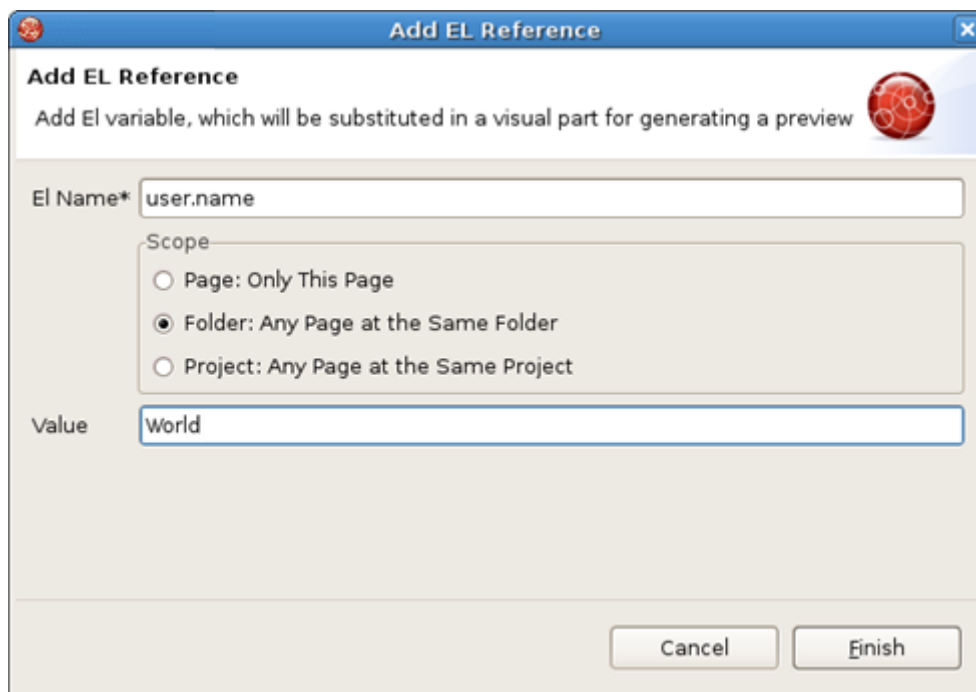 Add EL Reference
Add EL Reference
Add El variable, which will be substituted in a visual part for generating a preview
El Name* user.name
Scope
Page: Only This Page
Folder: Any Page at the Same Folder
Project: Any Page at the Same Project
Value World
Cancel Finish